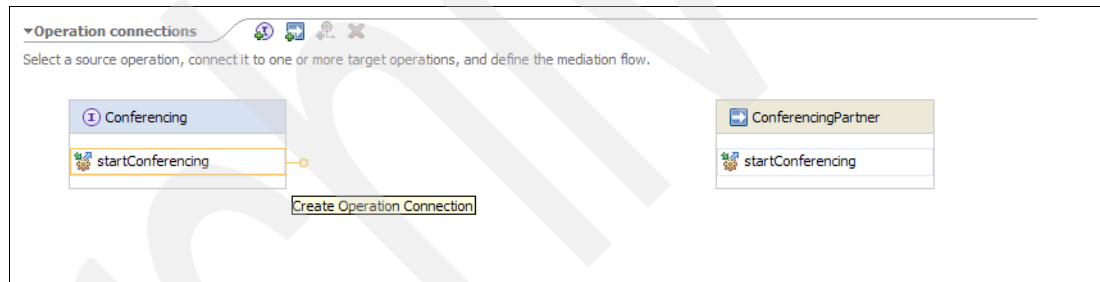 Operation connections
Select a source operation, connect it to one or more target operations, and define the mediation flow.
Conferencing
ConferencingPartner
startConferencing
startConferencing
Create Operation Connection